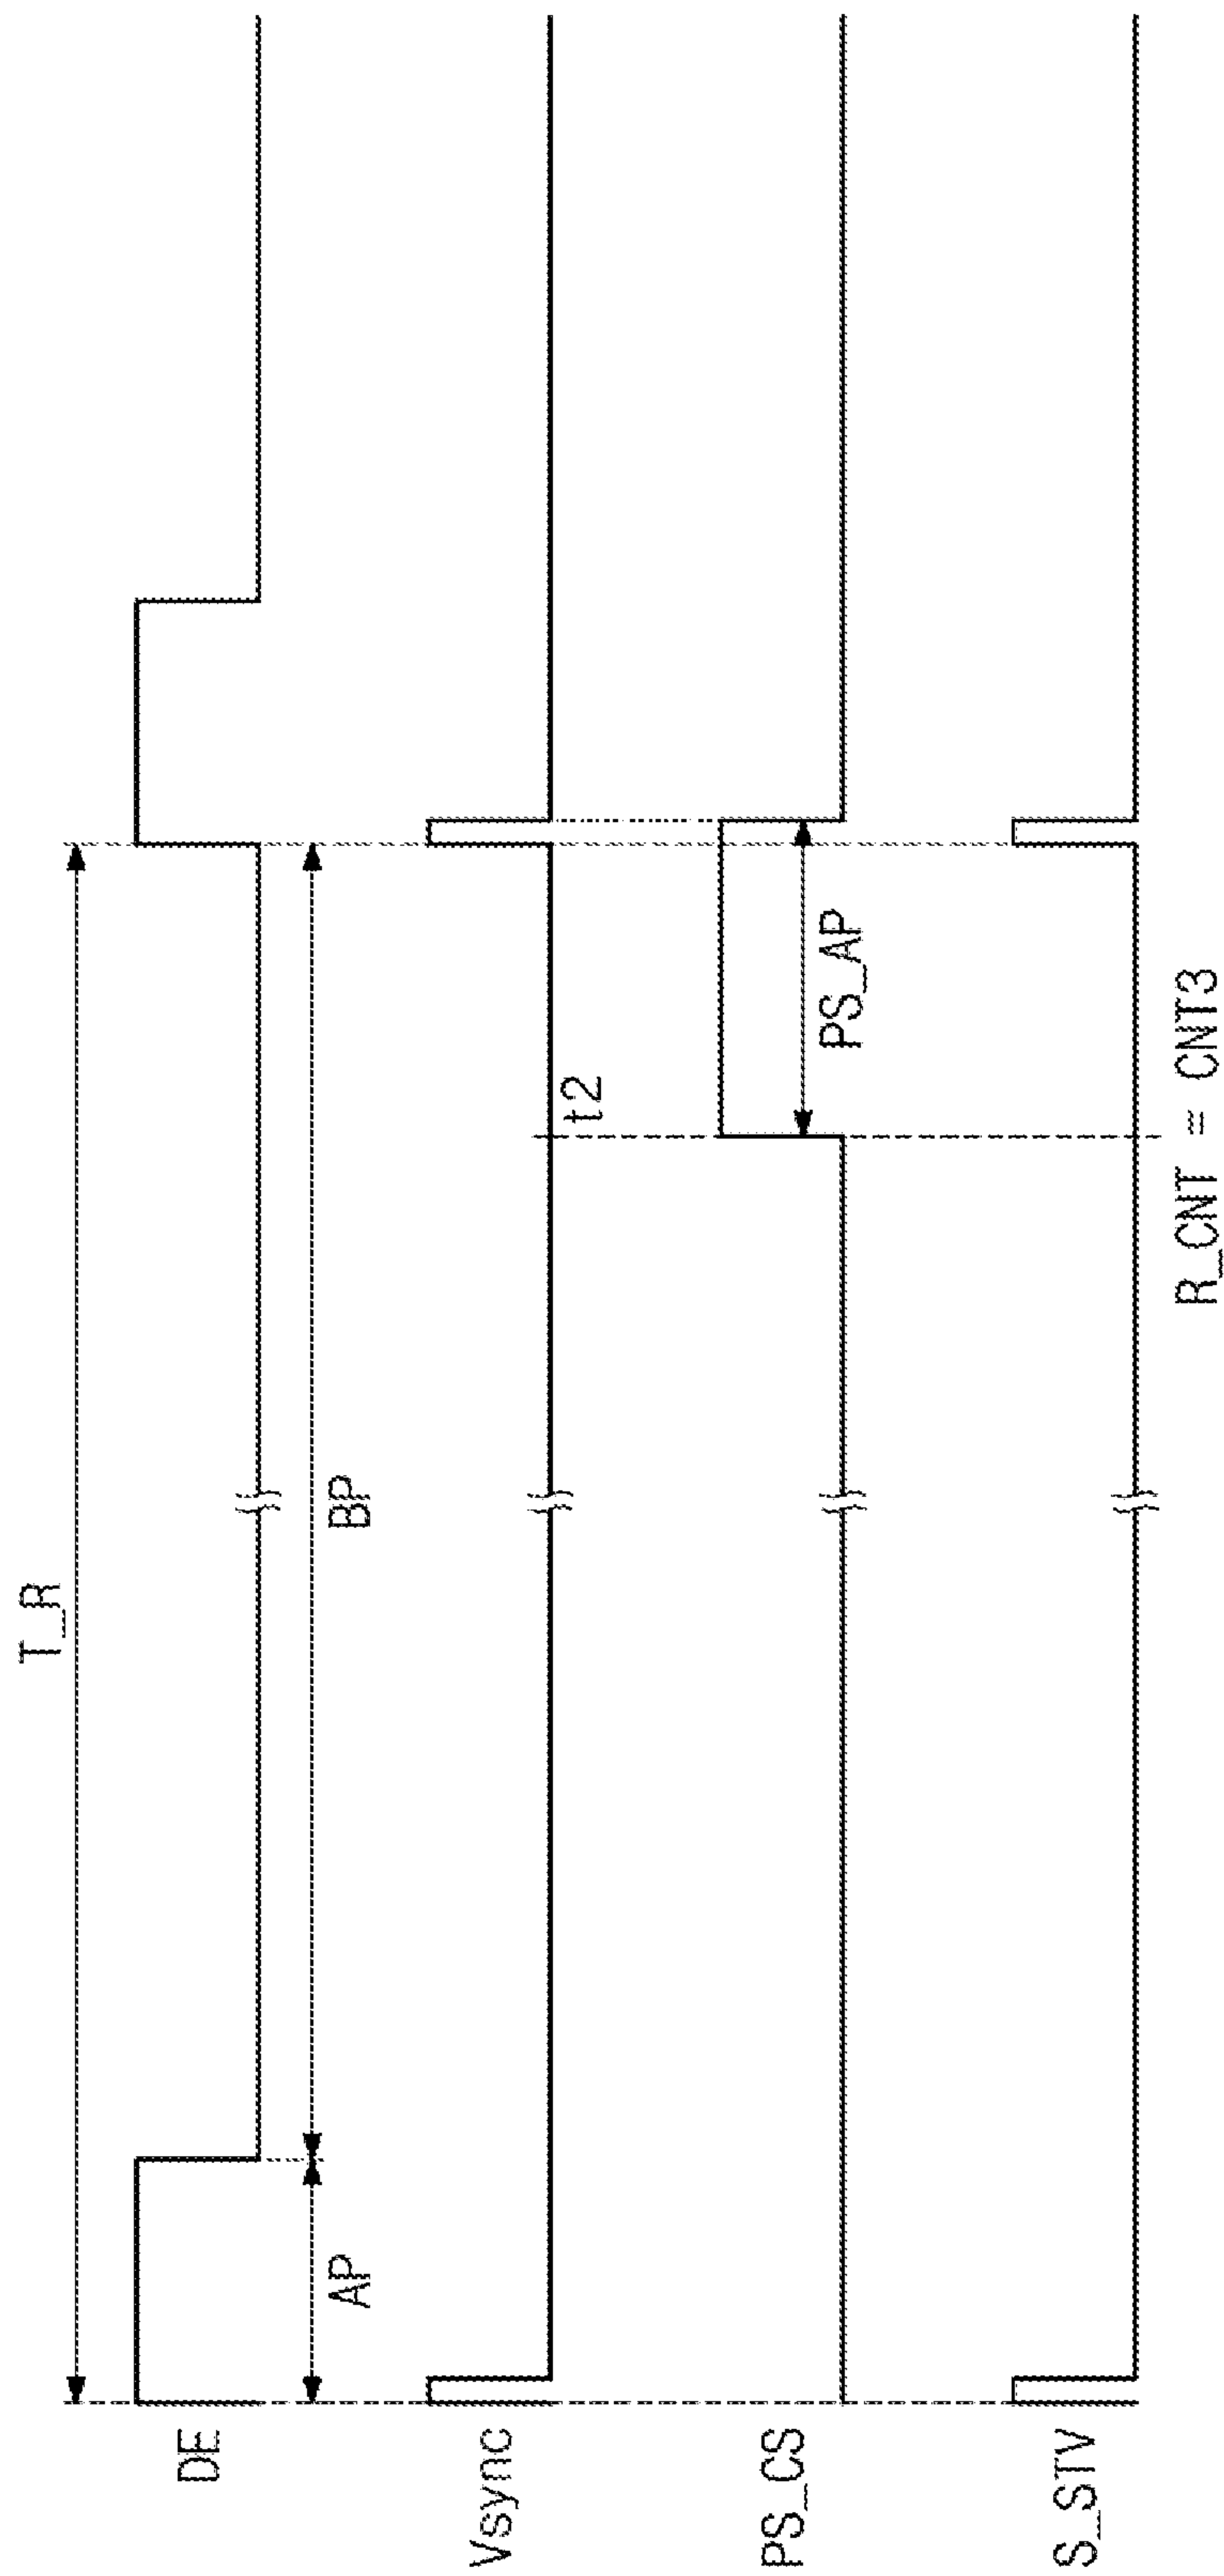 T_R
DE
AP
BP
Vsync
t2
PS_CS
PS_AP
S_STV
R_CNT = CNT3